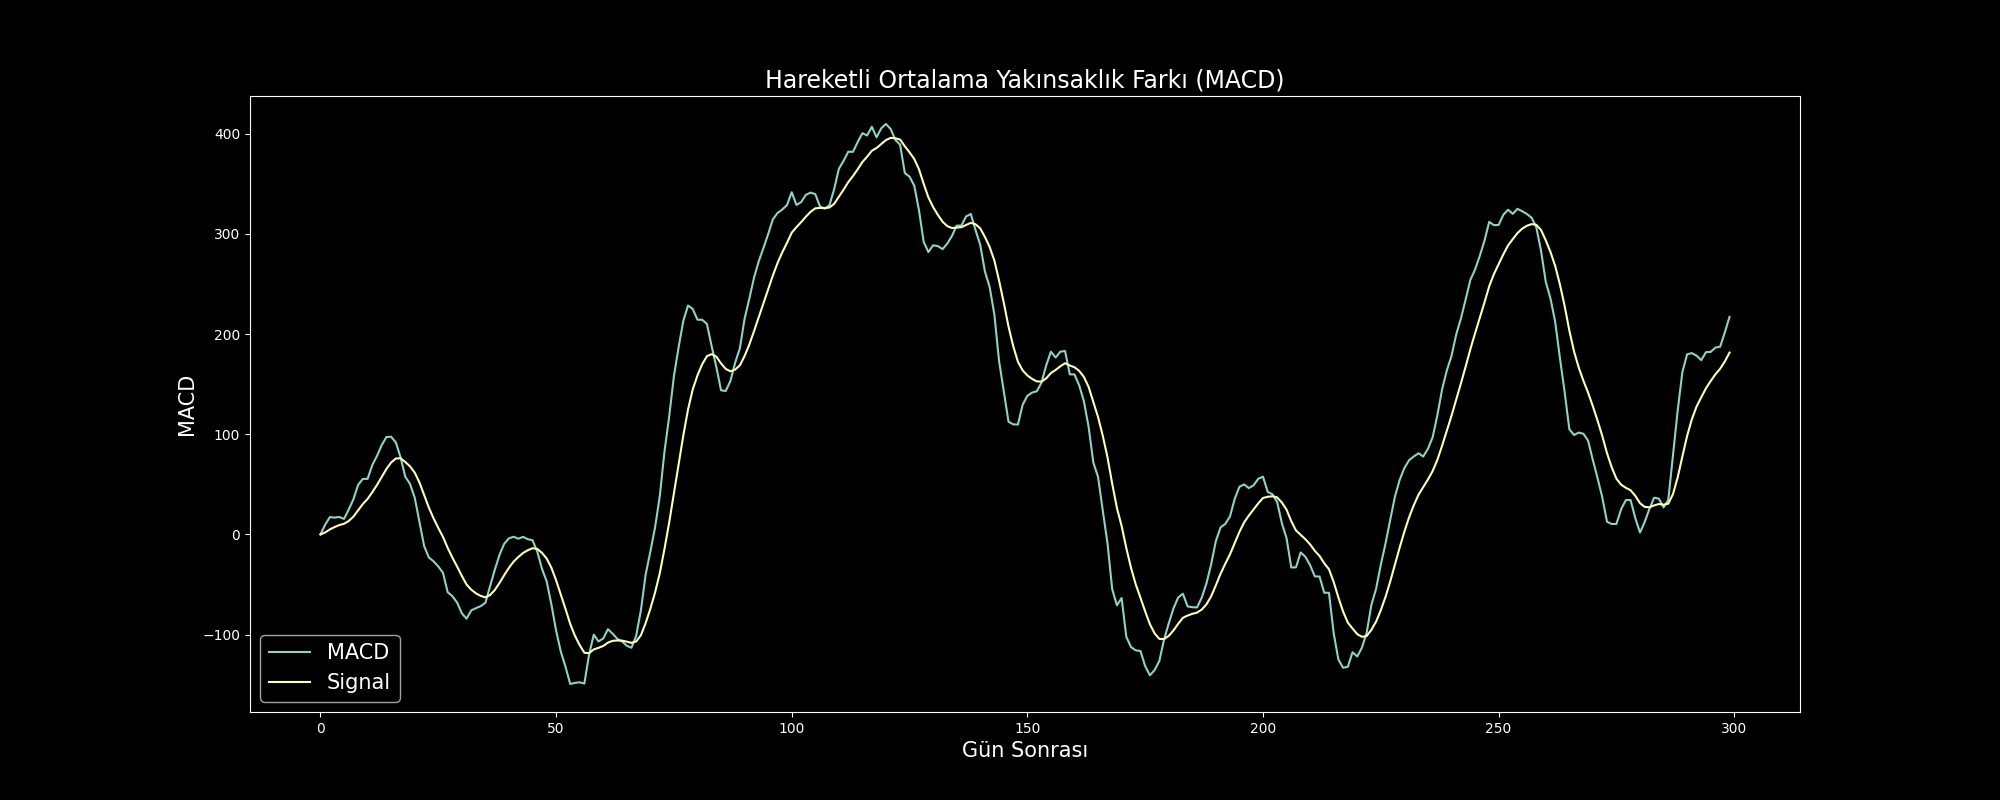 Hareketli Ortalama Yakınsaklık Farkı (MACD)
MACD
400
300
200
100
0
−100
MACD
Signal
0 50 100 150 200 250 300
Gün Sonrası